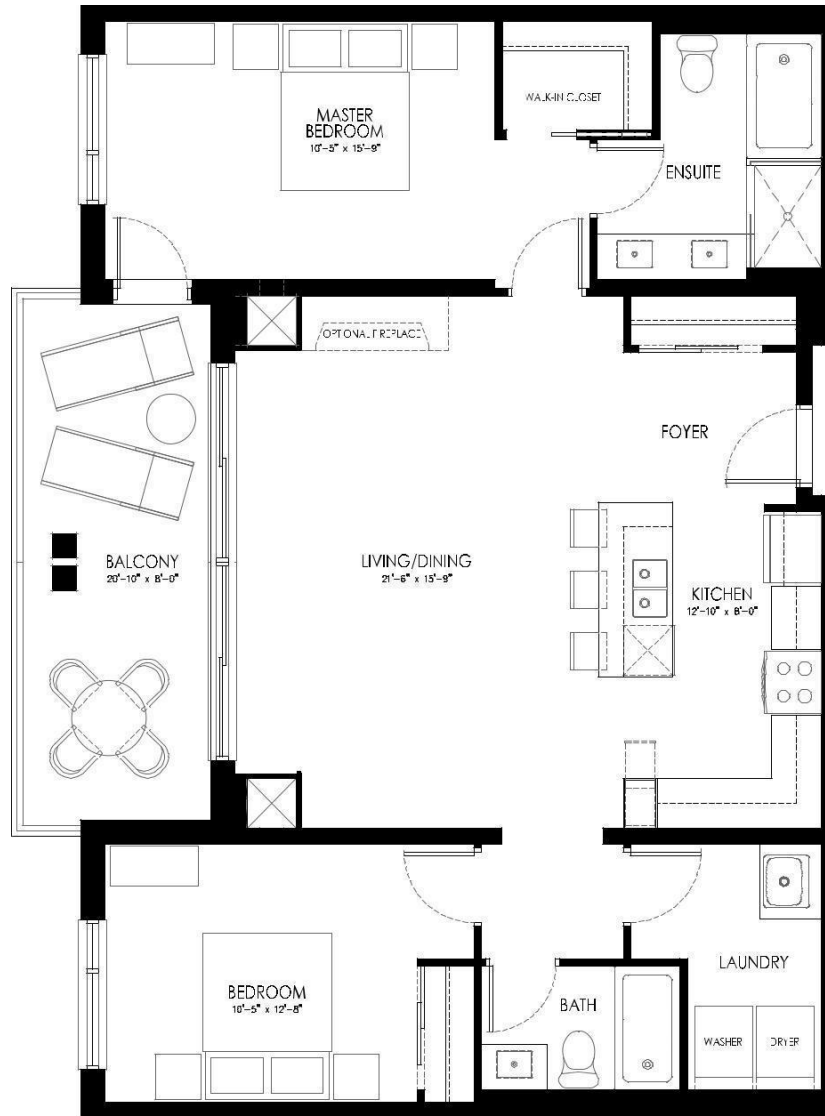 WALK-IN CLOSET
MASTER
BEDROOM
10'-5" x 15'-9"
ENSUITE
OPTIONAL FIREPLACE
FOYER
BALCONY
20'-10" x 8'-0"
LIVING/DINING
21'-6" x 15'-9"
KITCHEN
12'-10" x 8'-0"
BEDROOM
10'-5" x 12'-8"
LAUNDRY
BATH
WASHER
DRYER